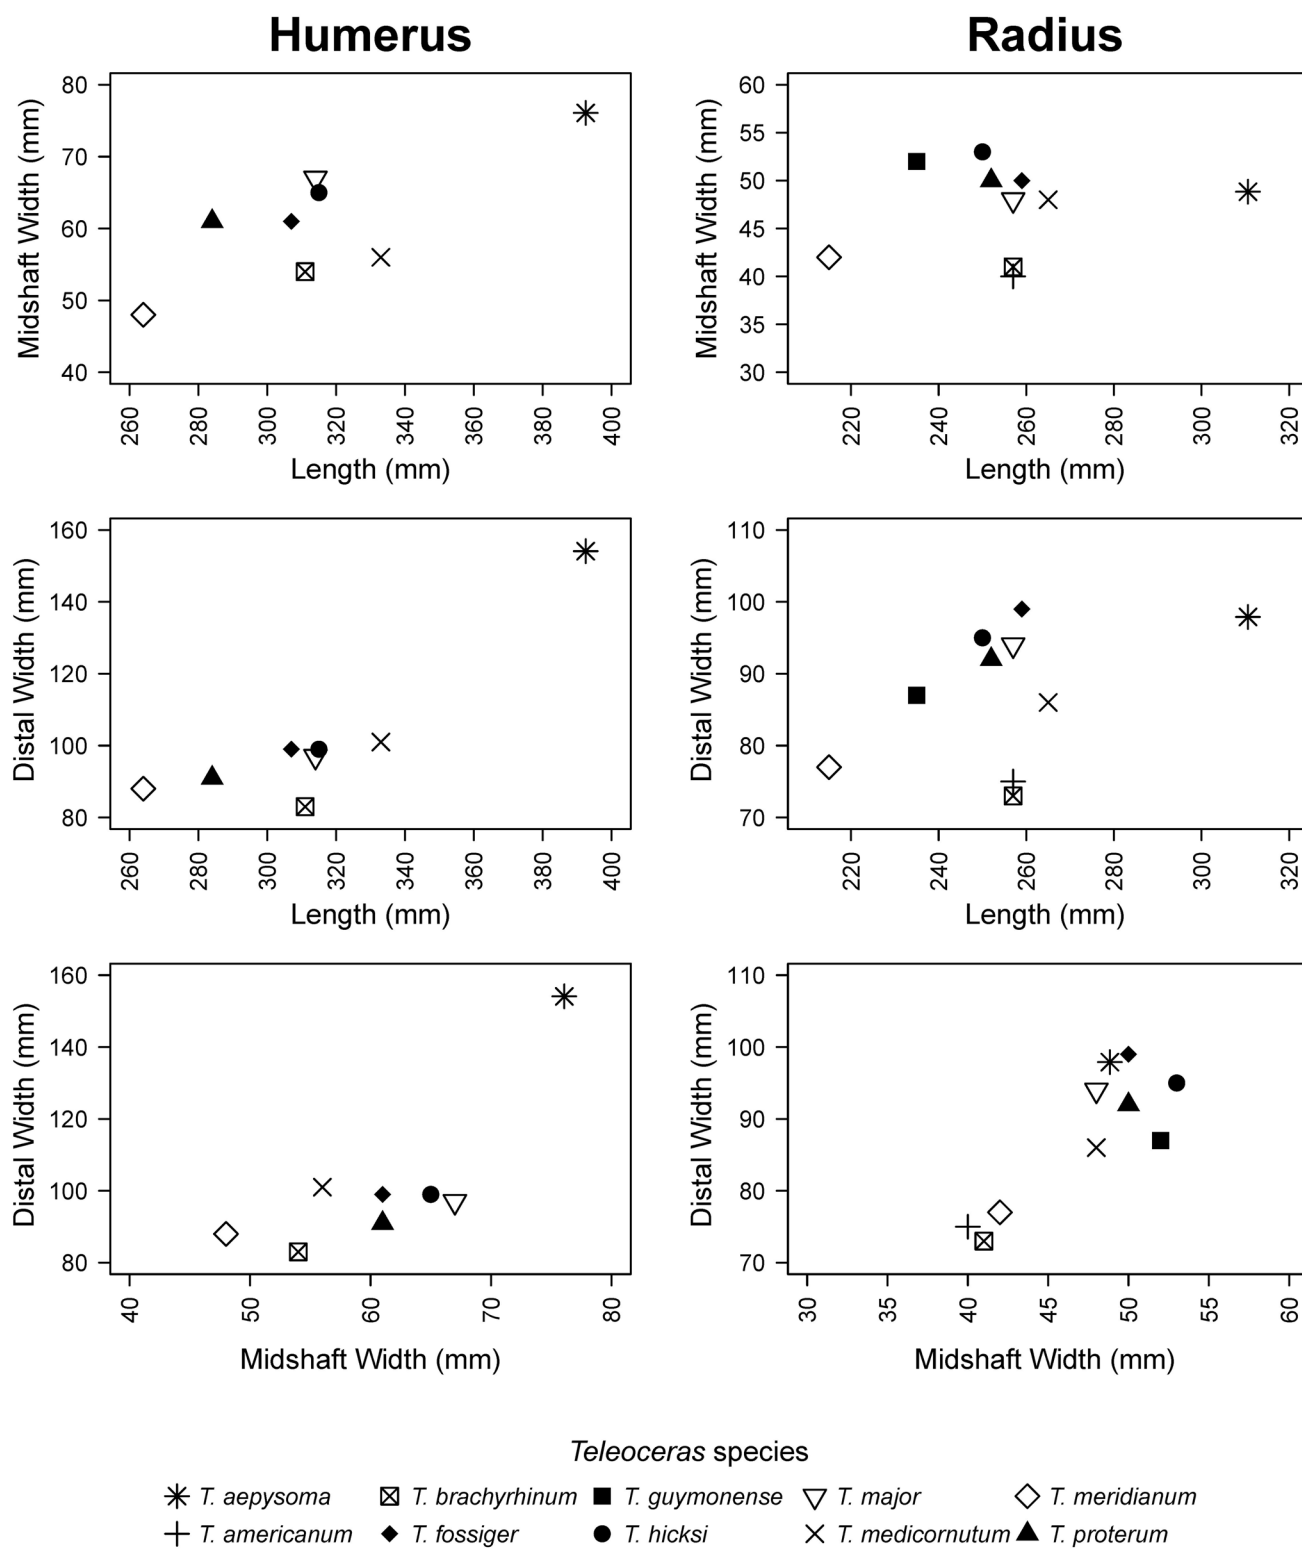 Humerus
Radius
80
70
60
50
40
Midshaft Width (mm)
260 280 300 320 340 360 380 400
Length (mm)
60
55
50
45
40
35
30
Midshaft Width (mm)
220 240 260 280 300 320
Length (mm)
160
140
120
100
80
Distal Width (mm)
260 280 300 320 340 360 380 400
Length (mm)
110
100
90
80
70
Distal Width (mm)
220 240 260 280 300 320
Length (mm)
160
140
120
100
80
Distal Width (mm)
40 50 60 70 80
Midshaft Width (mm)
110
100
90
80
70
Distal Width (mm)
30 35 40 45 50 55 60
Midshaft Width (mm)
Teleoceras species
T. aepysoma T. brachyrhinum T. guymonense T. major T. meridianum
T. americanum T. fossiger T. hicksi T. medicornutum T. proterum